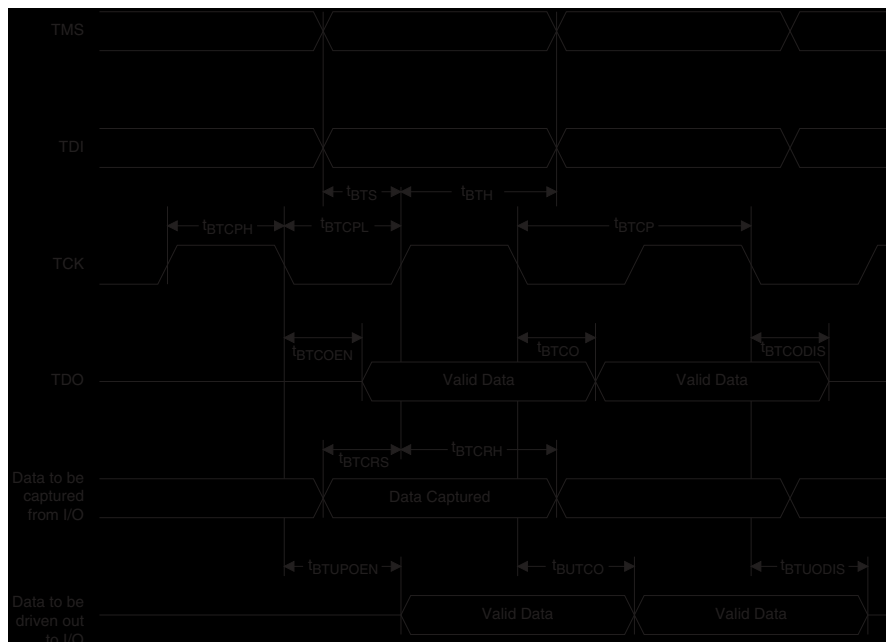 TMS
TDI
tBTS
tBTH
tBTCPH
tBTCPL
tBTCP
TCK
tBTCOEN
tBTCO
tBTCODIS
TDO
Valid Data
Valid Data
tBTCRS
tBTCRH
Data to be
captured
from I/O
Data Captured
tBTUPOEN
tBUTCO
tBTUODIS
Data to be
driven out
to I/O
Valid Data
Valid Data